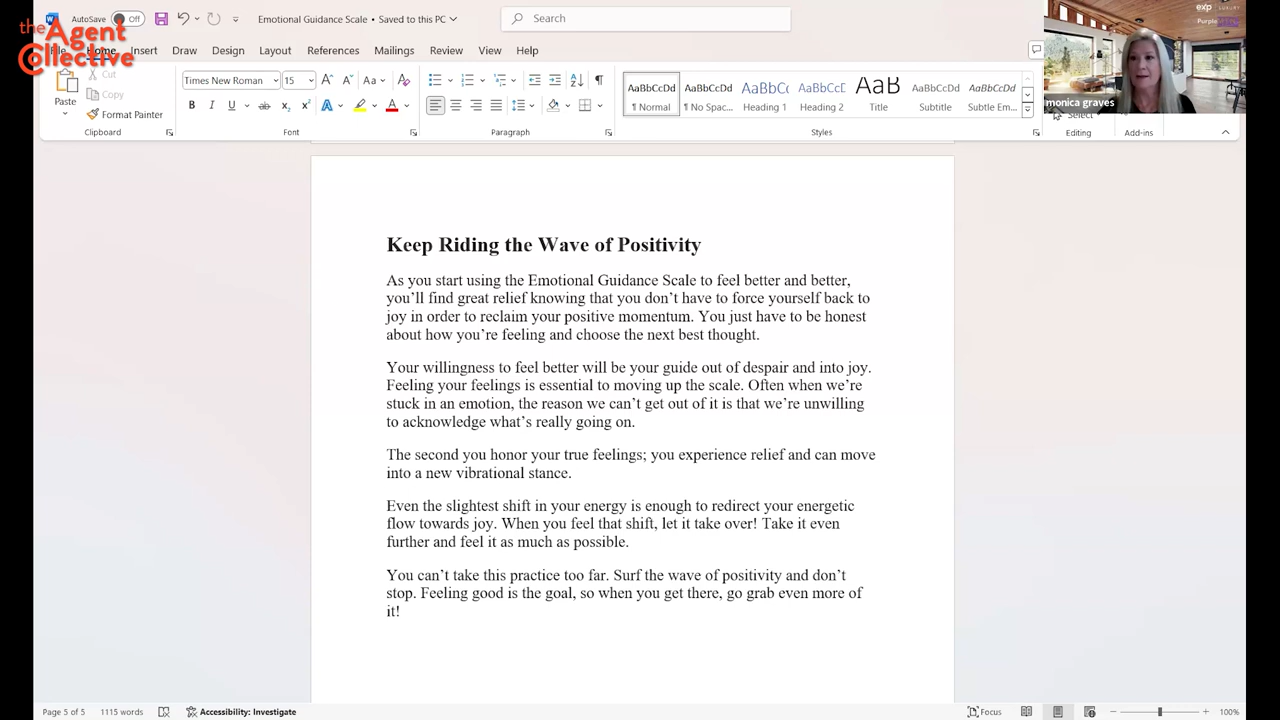 the
Agent
Collective
AutoSave Off Emotional Guidance Scale • Saved to this PC Search
Home Insert Draw Design Layout References Mailings Review View Help
Paste
Cut
Copy
Format Painter
Clipboard
Times New Roman 15
Font
Paragraph
AaBbCcDd AaBbCcDd AaBbCc AaBbCcD AaB AaBbCcDd AaBbCcDd
¶ Normal ¶ No Spac... Heading 1 Heading 2 Title Subtitle Subtle Em...
Styles
Select
Editing
Add-ins
exp LUXURY
Purple
monica graves
Keep Riding the Wave of Positivity
As you start using the Emotional Guidance Scale to feel better and better,
you’ll find great relief knowing that you don’t have to force yourself back to
joy in order to reclaim your positive momentum. You just have to be honest
about how you’re feeling and choose the next best thought.
Your willingness to feel better will be your guide out of despair and into joy.
Feeling your feelings is essential to moving up the scale. Often when we’re
stuck in an emotion, the reason we can’t get out of it is that we’re unwilling
to acknowledge what’s really going on.
The second you honor your true feelings; you experience relief and can move
into a new vibrational stance.
Even the slightest shift in your energy is enough to redirect your energetic
flow towards joy. When you feel that shift, let it take over! Take it even
further and feel it as much as possible.
You can’t take this practice too far. Surf the wave of positivity and don’t
stop. Feeling good is the goal, so when you get there, go grab even more of
it!
Page 5 of 5 1115 words Accessibility: Investigate Focus 100%